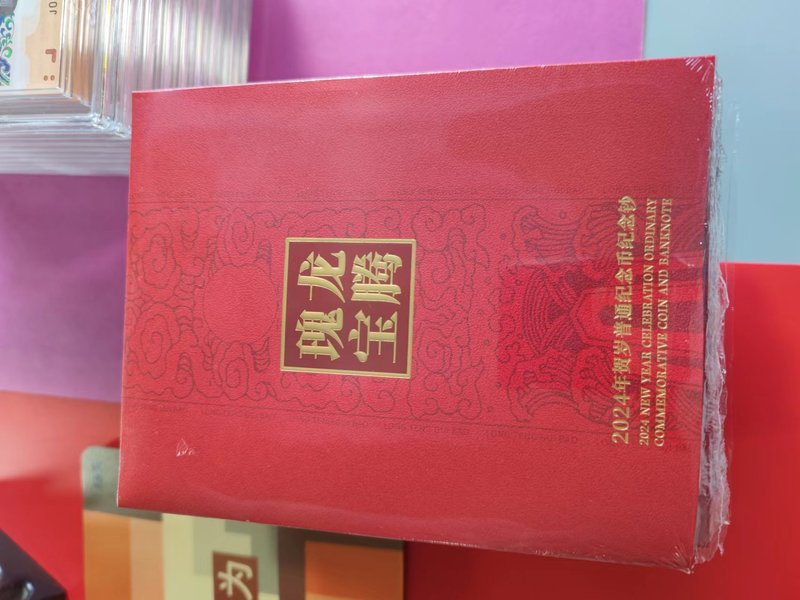 龙腾
瑰宝
2024年贺岁普通纪念币纪念钞
2024 NEW YEAR CELEBRATION ORDINARY
COMMEMORATIVE COIN AND BANKNOTE
为